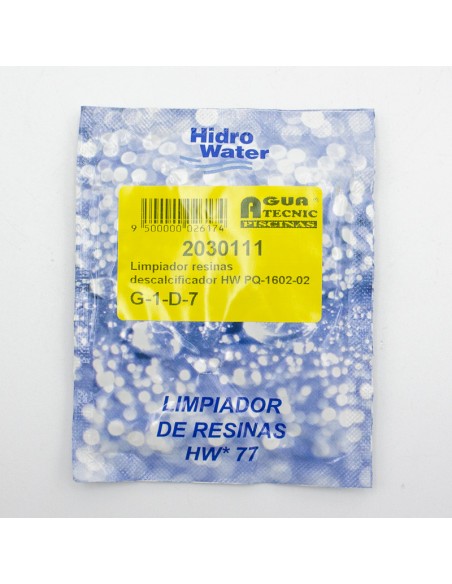 Hidro
Water
9 500000 026174
AGUA
TECNIC
PISCINAS
2030111
Limpiador resinas
descalcificador HW PQ-1602-02
G-1-D-7
LIMPIADOR
DE RESINAS
HW* 77